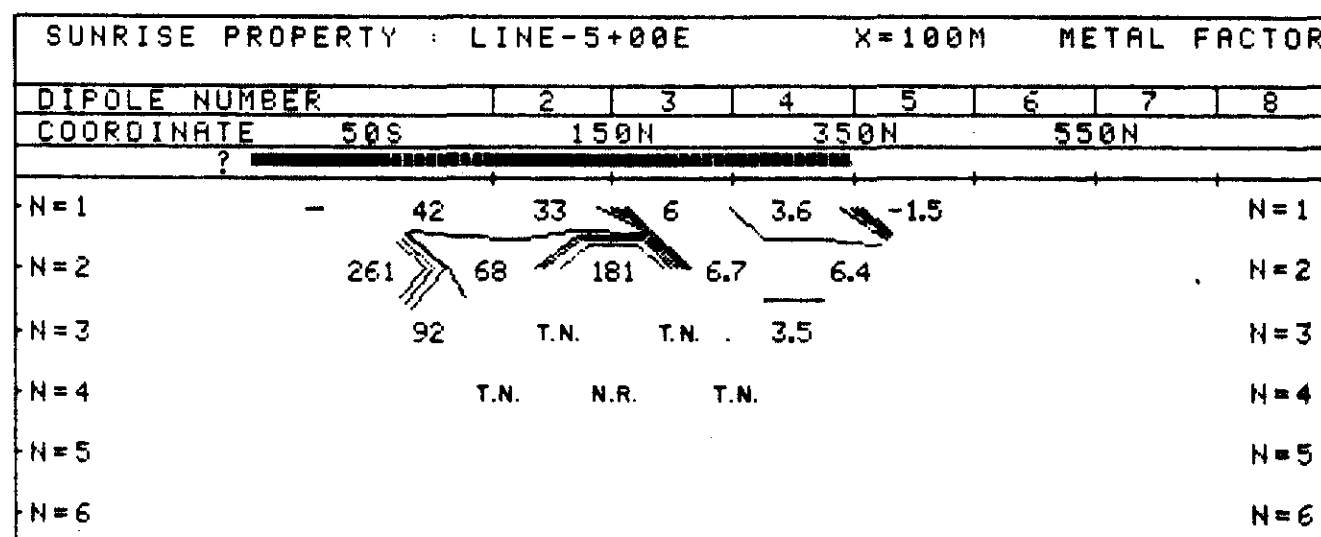 SUNRISE PROPERTY : LINE-5+00E X=100M METAL FACTOR
DIPOLE NUMBER 2 3 4 5 6 7 8
COORDINATE 50S 150N 350N 550N
?
N=1 - 42 33 6 3.6 -1.5 N=1
N=2 261 68 181 6.7 6.4 N=2
N=3 92 T.N. T.N. 3.5 N=3
N=4 T.N. N.R. T.N. N=4
N=5 N=5
N=6 N=6